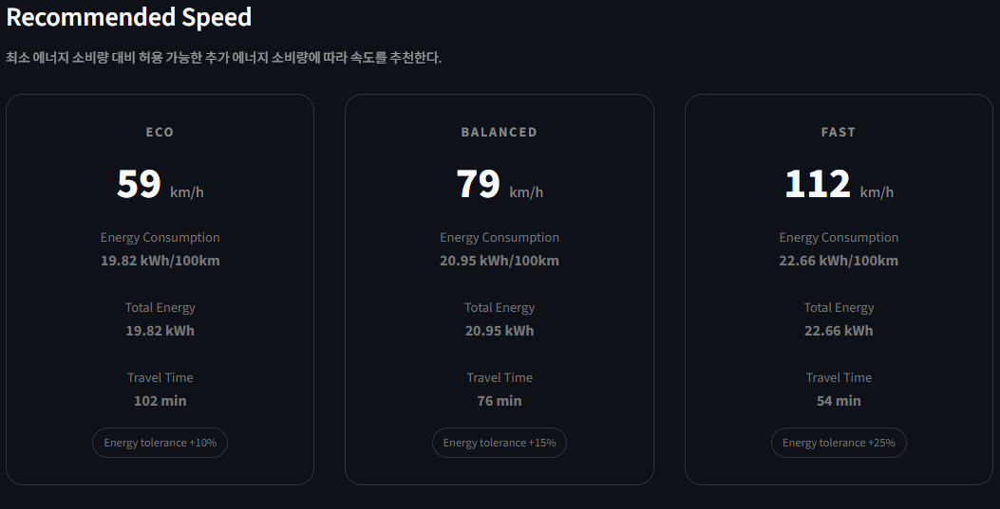 Recommended Speed
최소 에너지 소비량 대비 허용 가능한 추가 에너지 소비량에 따라 속도를 추천한다.
ECO
59 km/h
Energy Consumption
19.82 kWh/100km
Total Energy
19.82 kWh
Travel Time
102 min
Energy tolerance +10%
BALANCED
79 km/h
Energy Consumption
20.95 kWh/100km
Total Energy
20.95 kWh
Travel Time
76 min
Energy tolerance +15%
FAST
112 km/h
Energy Consumption
22.66 kWh/100km
Total Energy
22.66 kWh
Travel Time
54 min
Energy tolerance +25%